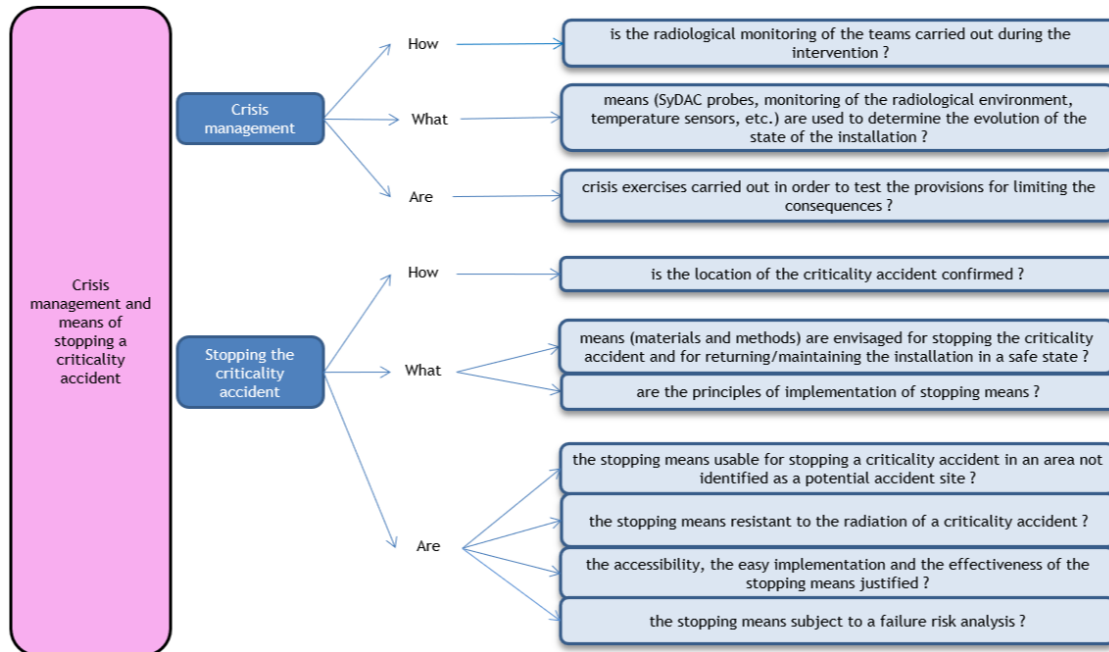 Crisis
management and
means of
stopping a
criticality
accident
Crisis
management
How
is the radiological monitoring of the teams carried out during the
intervention ?
What
means (SyDAC probes, monitoring of the radiological environment,
temperature sensors, etc.) are used to determine the evolution of the
state of the installation ?
Are
crisis exercises carried out in order to test the provisions for limiting the
consequences ?
Stopping the
criticality
accident
How
is the location of the criticality accident confirmed ?
What
means (materials and methods) are envisaged for stopping the criticality
accident and for returning/maintaining the installation in a safe state ?
are the principles of implementation of stopping means ?
Are
the stopping means usable for stopping a criticality accident in an area not
identified as a potential accident site ?
the stopping means resistant to the radiation of a criticality accident ?
the accessibility, the easy implementation and the effectiveness of the
stopping means justified ?
the stopping means subject to a failure risk analysis ?